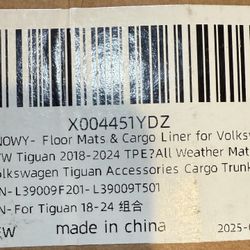 X004451YDZ
NOWY- Floor Mats & Cargo Liner for Volksw
VW Tiguan 2018-2024 TPE?All Weather Mat
olkswagen Tiguan Accessories Cargo Trunk
N-L39009F201-L39009T501
N-For Tiguan 18-24 组合
EW made in china 2025-